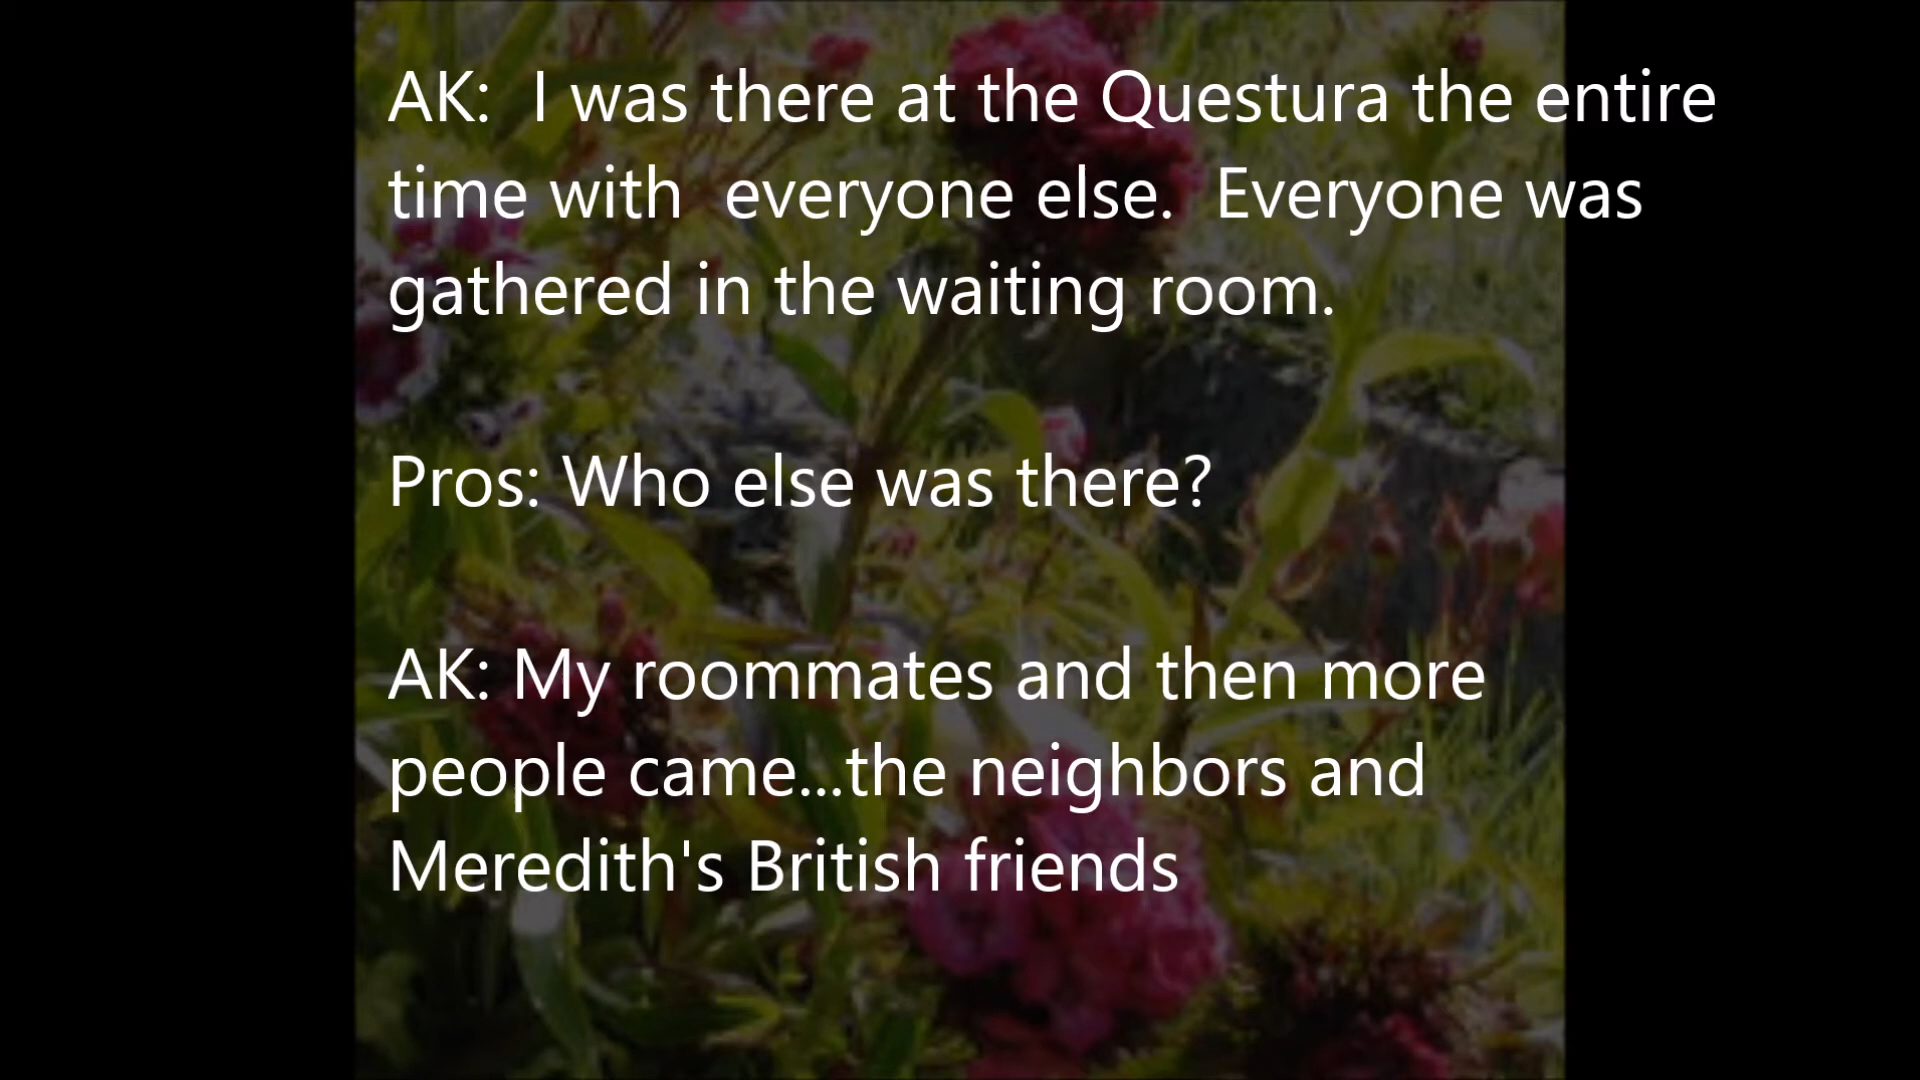 AK:  I was there at the Questura the entire
time with  everyone else.  Everyone was
gathered in the waiting room.
Pros: Who else was there?
AK: My roommates and then more
people came...the neighbors and
Meredith's British friends